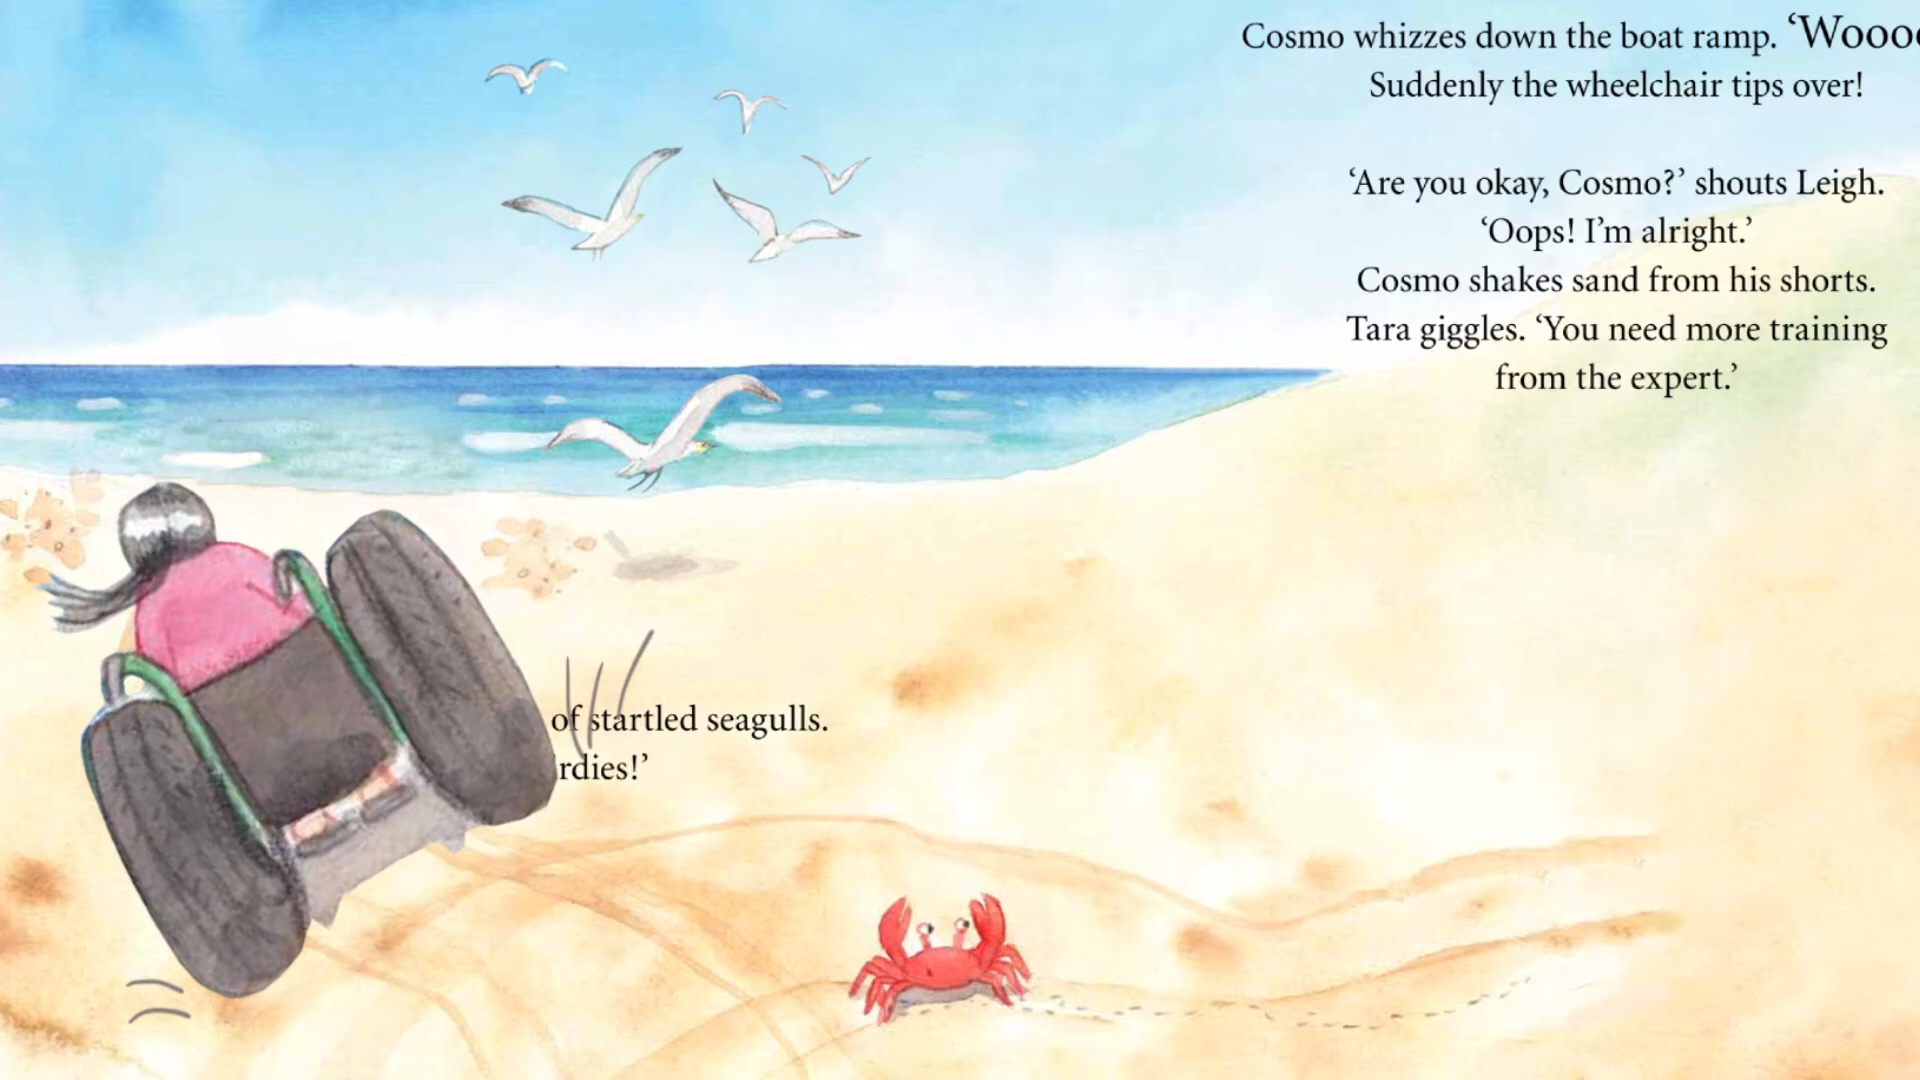 Cosmo whizzes down the boat ramp. ‘Wooo
Suddenly the wheelchair tips over!
‘Are you okay, Cosmo?’ shouts Leigh.
‘Oops! I’m alright.’
Cosmo shakes sand from his shorts.
Tara giggles. ‘You need more training
from the expert.’
of startled seagulls.
rdies!’